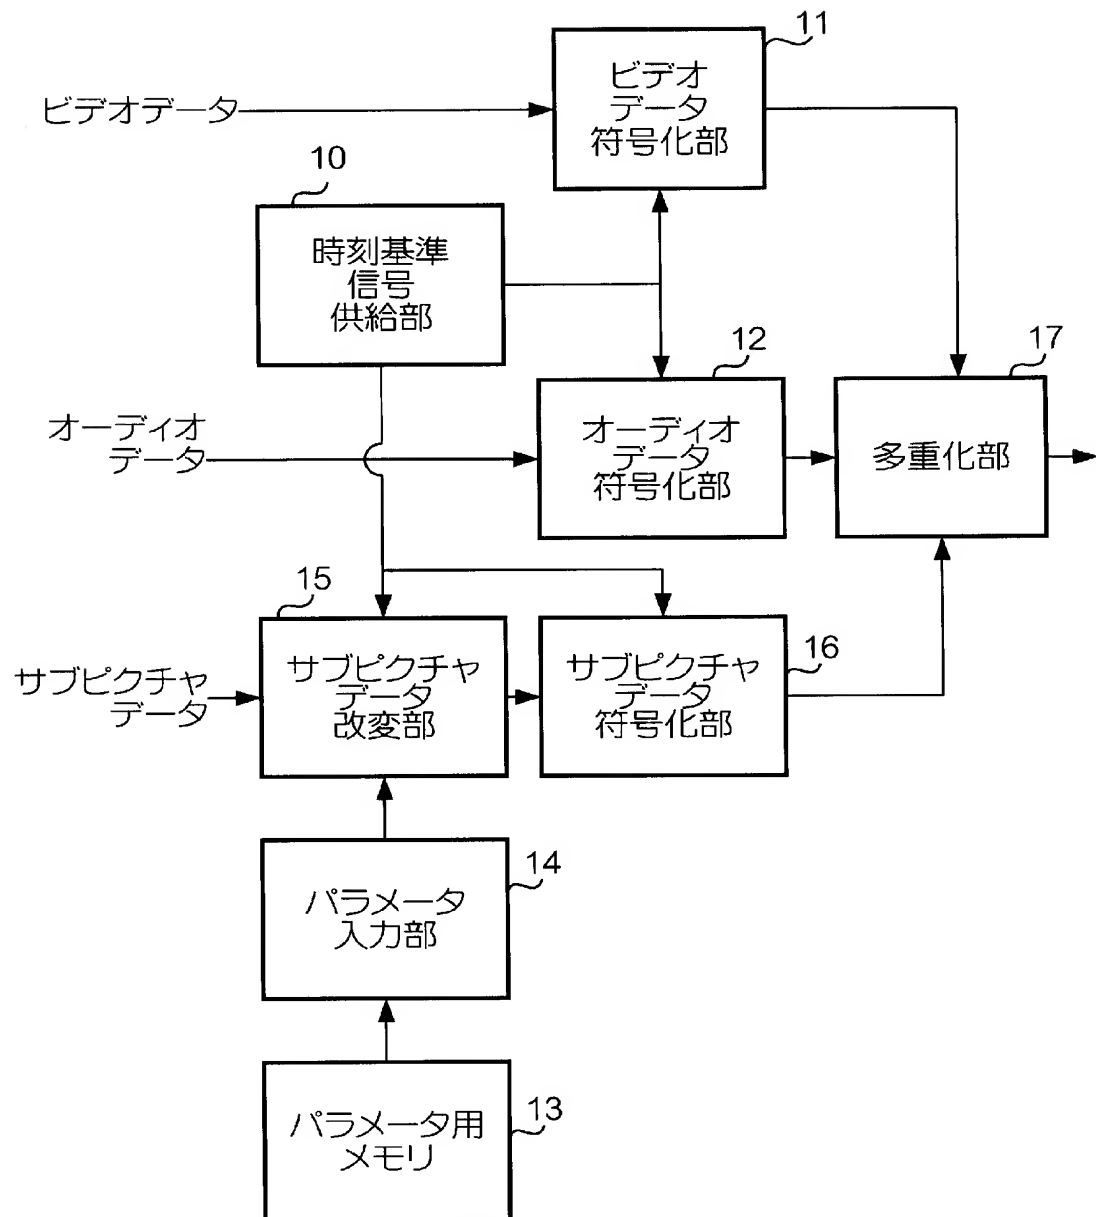 11
ビデオ
データ
符号化部
ビデオデータ
10
時刻基準
信号
供給部
12
17
オーディオ
データ
オーディオ
データ
符号化部
多重化部
15
16
サブピクチャ
データ
サブピクチャ
データ
改変部
サブピクチャ
データ
符号化部
14
パラメータ
入力部
13
パラメータ用
メモリ